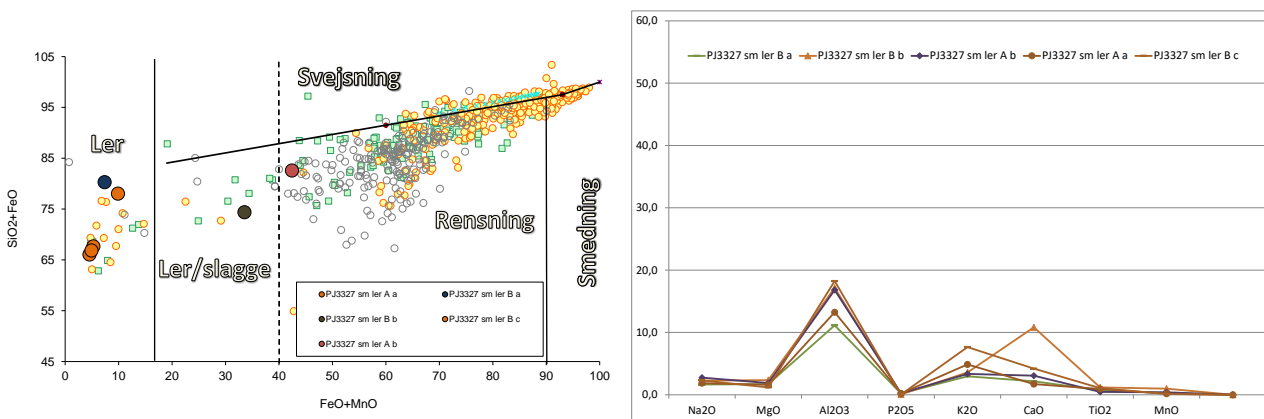 105
95
85
75
65
55
45
SiO2+FeO
0 10 20 30 40 50 60 70 80 90 100
FeO+MnO
Svejsning
Ler
Ler/slagge
Rensning
Smedning
PJ3327 sm ler A a PJ3327 sm ler B a
PJ3327 sm ler B b PJ3327 sm ler B c
PJ3327 sm ler A b
60,0
50,0
40,0
30,0
20,0
10,0
0,0
PJ3327 sm ler B a PJ3327 sm ler B b PJ3327 sm ler A b PJ3327 sm ler A a PJ3327 sm ler B c
Na2O MgO Al2O3 P2O5 K2O CaO TiO2 MnO